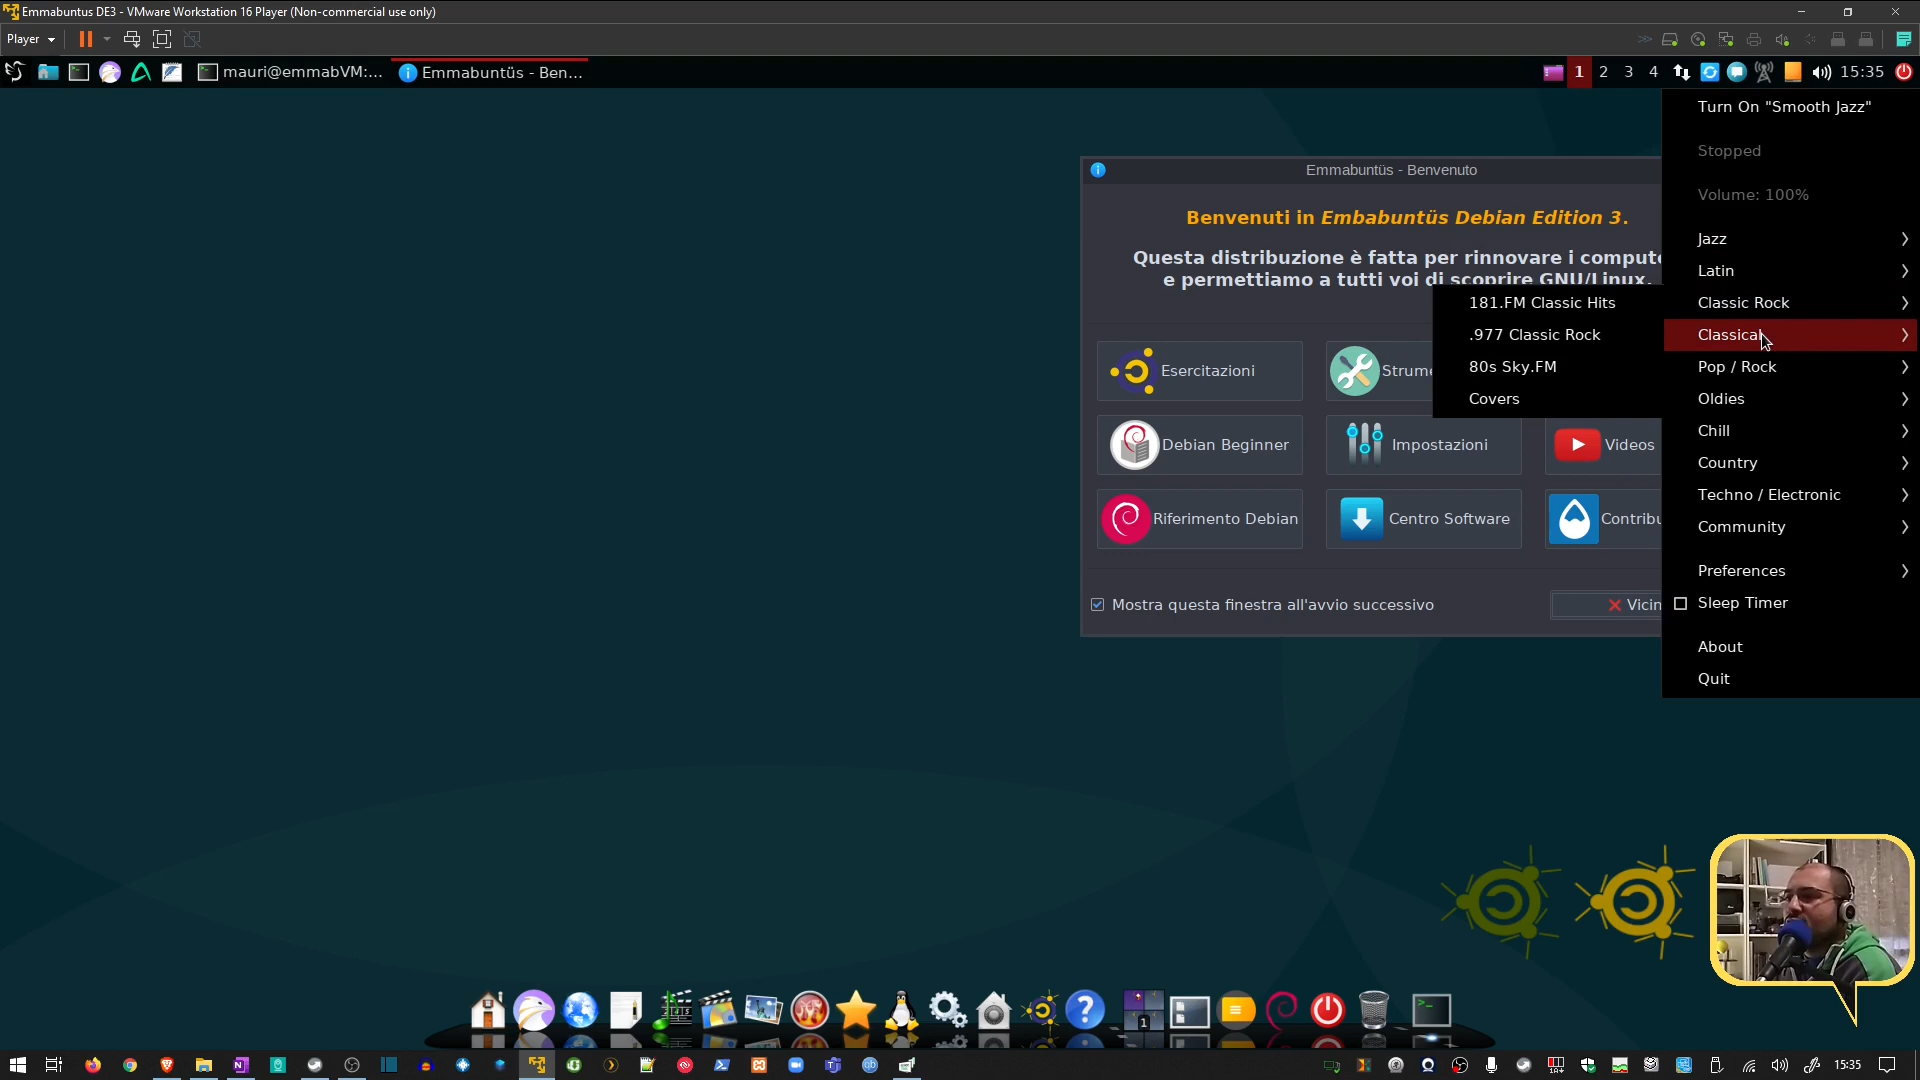 Emmabuntus DE3 - VMware Workstation 16 Player (Non-commercial use only)
Player
mauri@emmabVM:...
Emmabuntüs - Ben...
1 2 3 4
15:35
Turn On "Smooth Jazz"
Stopped
Volume: 100%
Jazz
Latin
Classic Rock
Classical
Pop / Rock
Oldies
Chill
Country
Techno / Electronic
Community
Preferences
Sleep Timer
About
Quit
181.FM Classic Hits
.977 Classic Rock
80s Sky.FM
Covers
Emmabuntüs - Benvenuto
Benvenuti in Embabuntüs Debian Edition 3.
Questa distribuzione è fatta per rinnovare i compute
e permettiamo a tutti voi di scoprire GNU/Linux.
Esercitazioni
Strume
Debian Beginner
Impostazioni
Videos
Riferimento Debian
Centro Software
Contribu
Mostra questa finestra all'avvio successivo
Vicin
1
15:35